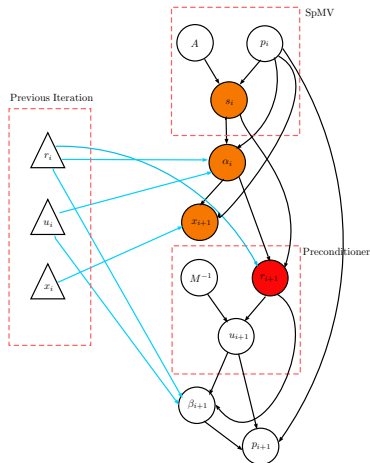 SpMV
A
p_i
s_i
Previous Iteration
r_i
α_i
u_i
x_{i+1}
Preconditioner
x_i
M^{-1}
r_{i+1}
u_{i+1}
β_{i+1}
p_{i+1}